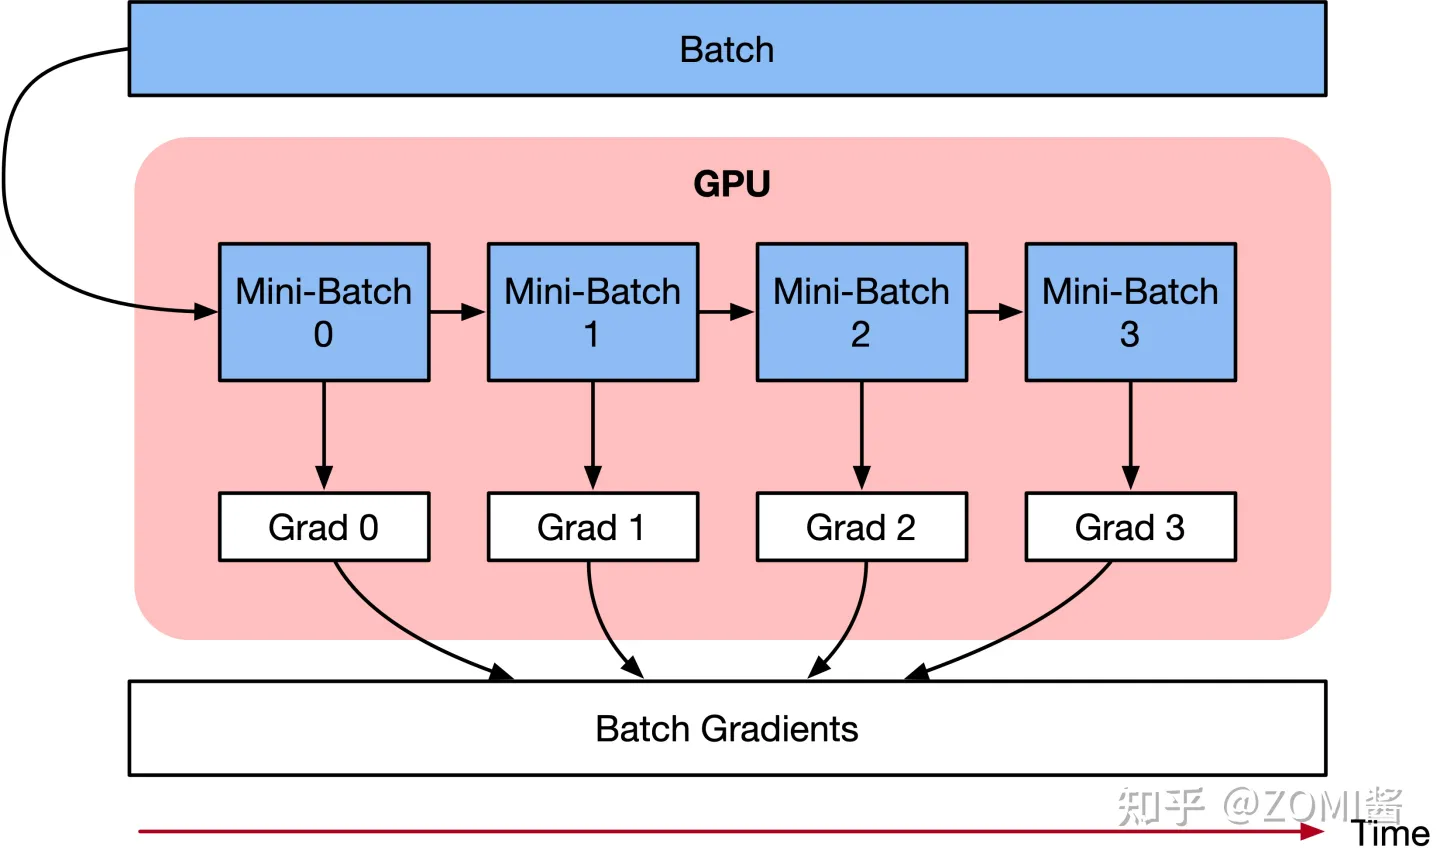 Batch
GPU
Mini-Batch
0
Mini-Batch
1
Mini-Batch
2
Mini-Batch
3
Grad 0
Grad 1
Grad 2
Grad 3
Batch Gradients
知乎 @ZOMI酱
Time